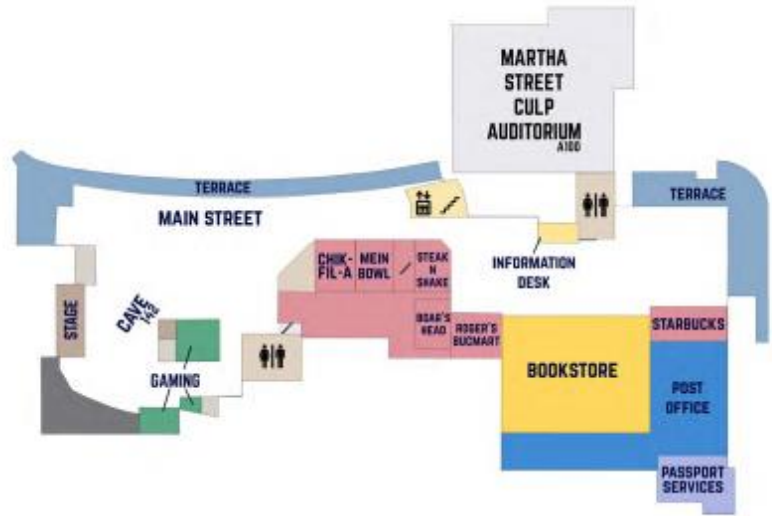 MARTHA
STREET
CULP
AUDITORIUM
A100
TERRACE
TERRACE
MAIN STREET
INFORMATION
DESK
CHIK-
FIL-A
MEIN
BOWL
STEAK
N
SHAKE
STAGE
CAVE
142
BOAR'S
HEAD
ROGER'S
BUCMART
STARBUCKS
GAMING
BOOKSTORE
POST
OFFICE
PASSPORT
SERVICES